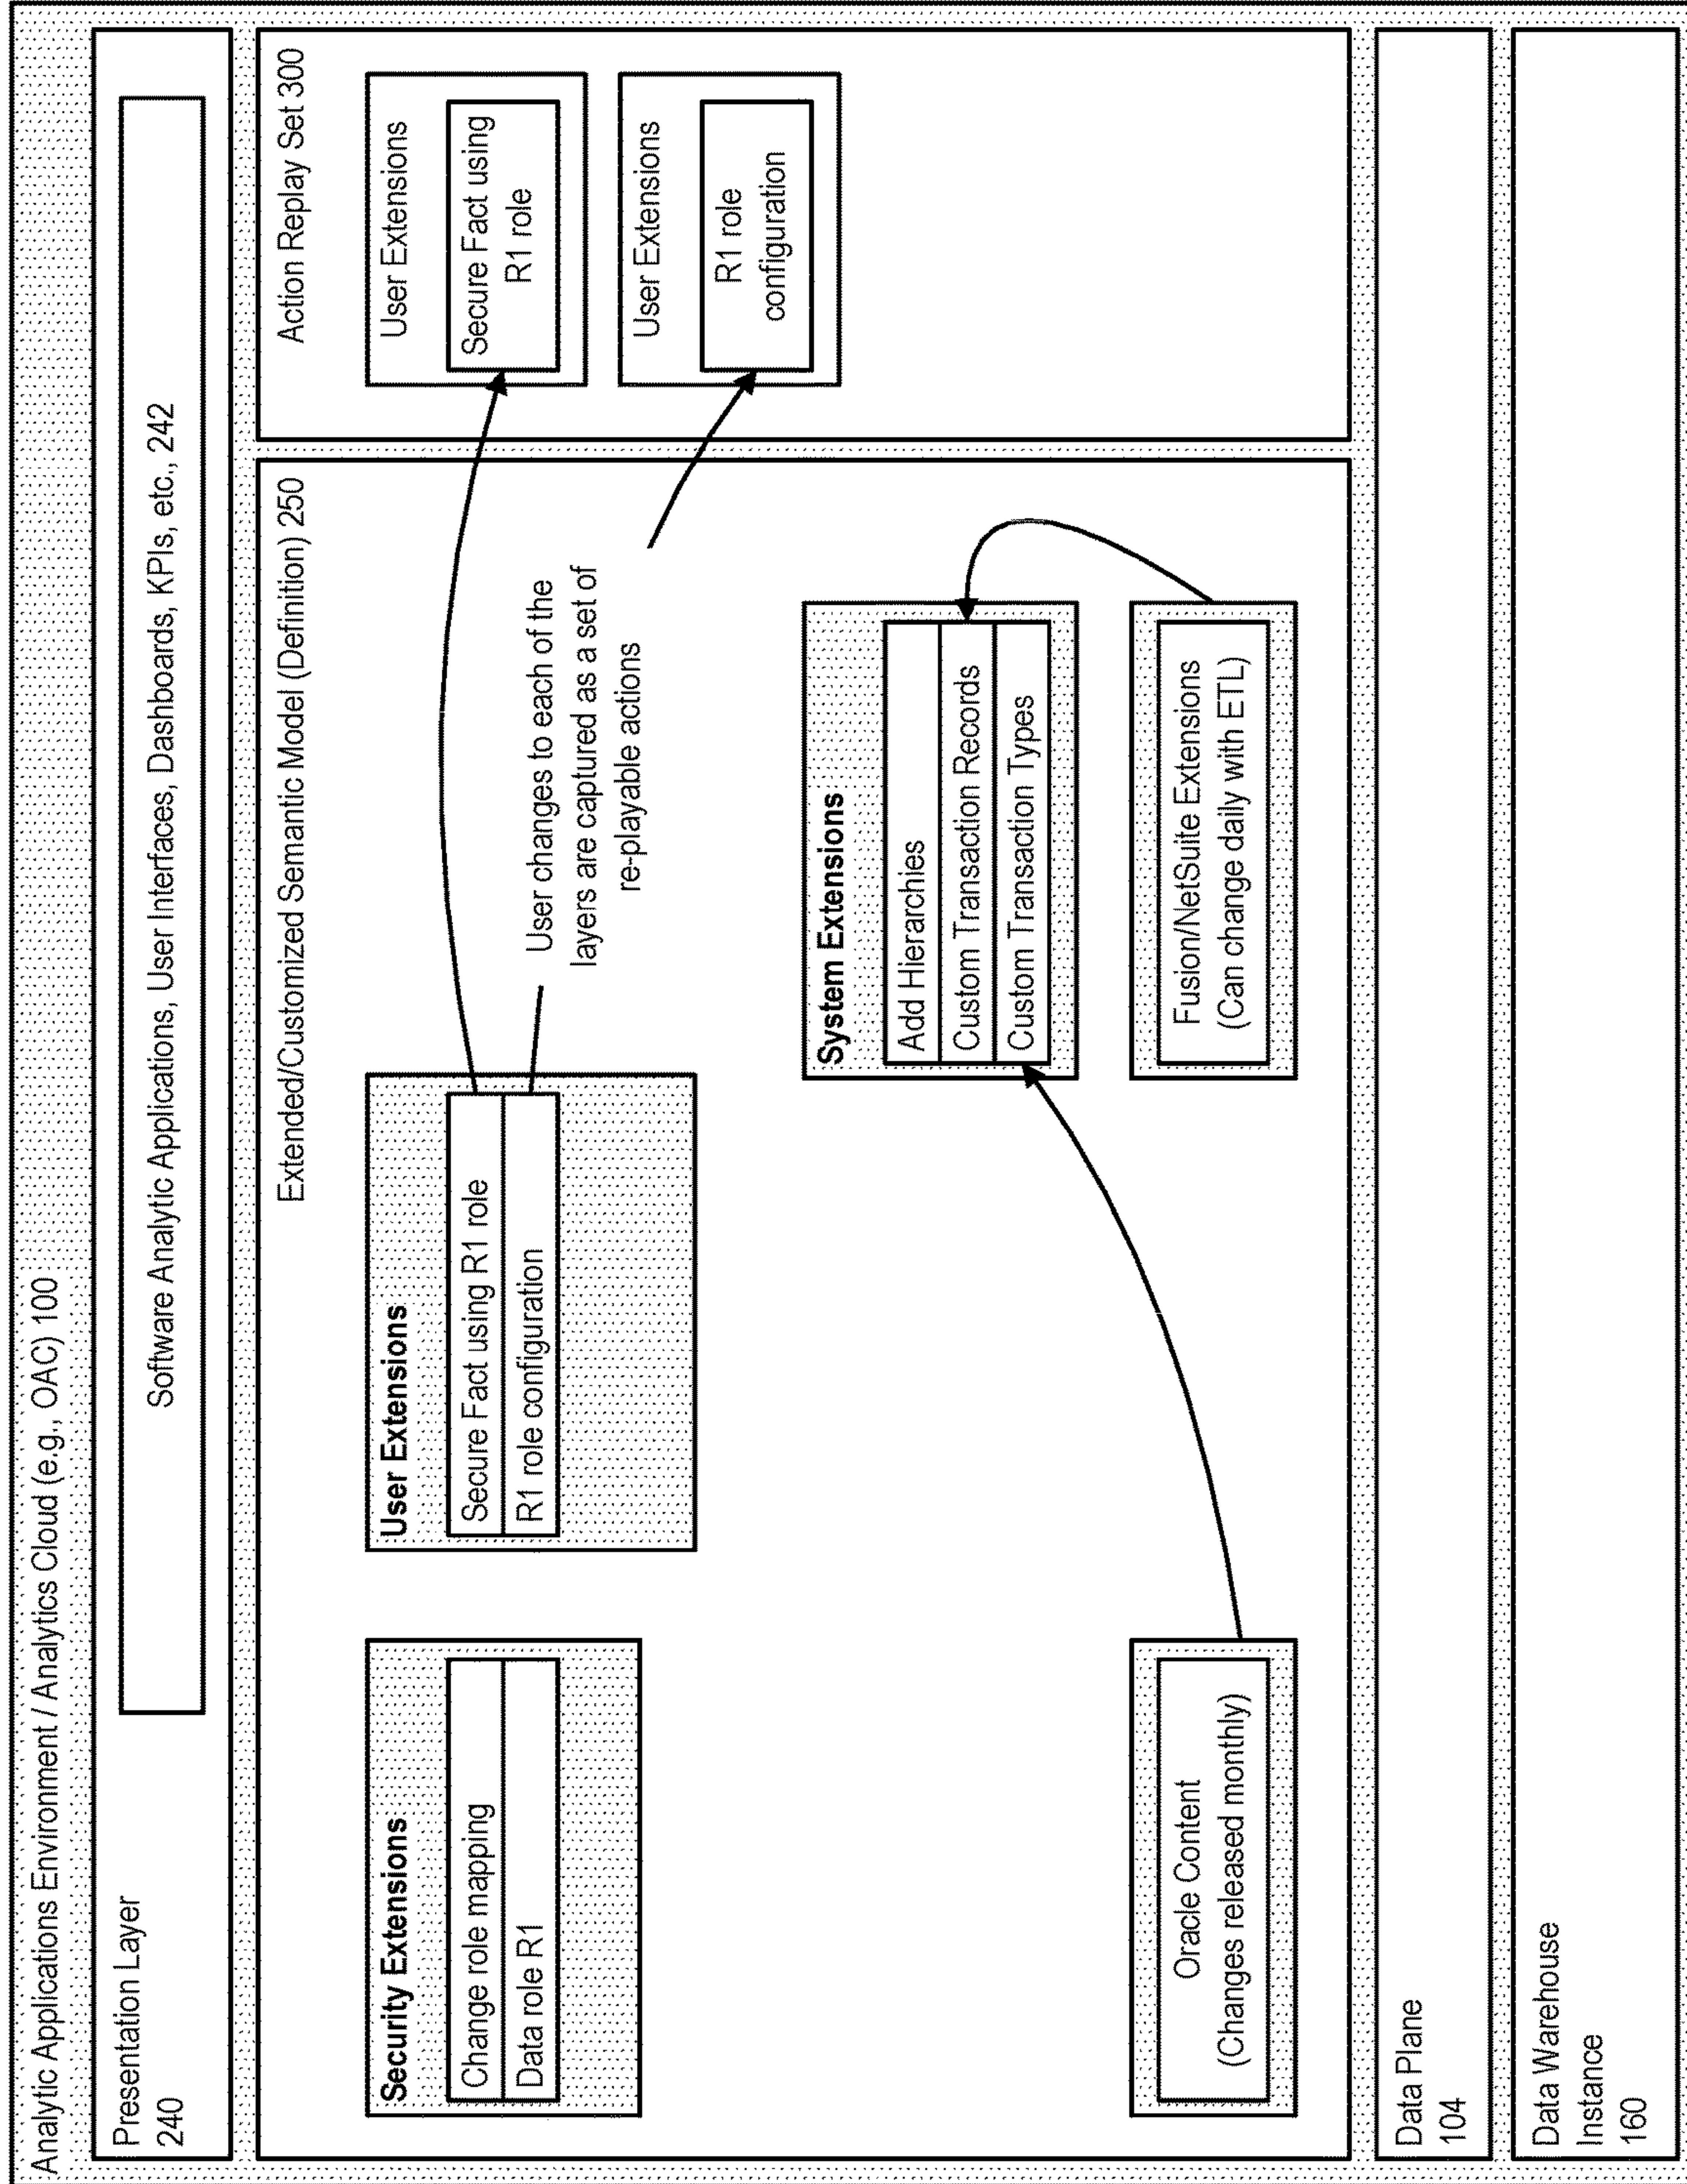 Analytic Applications Environment / Analytics Cloud (e.g., OAC) 100
Presentation Layer
240
Software Analytic Applications, User Interfaces, Dashboards, KPIs, etc., 242
Extended/Customized Semantic Model (Definition) 250
Security Extensions
Change role mapping
Data role R1
User Extensions
Secure Fact using R1 role
R1 role configuration
User changes to each of the
layers are captured as a set of
re-playable actions
System Extensions
Add Hierarchies
Custom Transaction Records
Custom Transaction Types
Oracle Content
(Changes released monthly)
Fusion/NetSuite Extensions
(Can change daily with ETL)
Action Replay Set 300
User Extensions
Secure Fact using
R1 role
User Extensions
R1 role
configuration
Data Plane
104
Data Warehouse
Instance
160